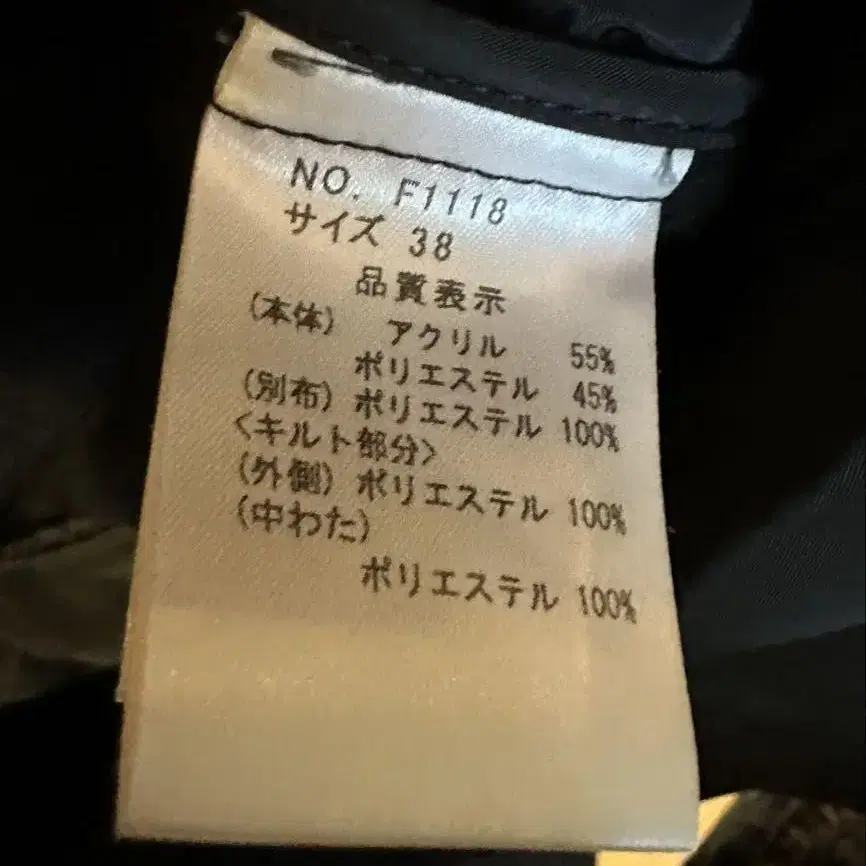 NO. F1118
サイズ 38
品質表示
(本体) アクリル 55%
ポリエステル 45%
(別布) ポリエステル 100%
<キルト部分>
(外側) ポリエステル 100%
(中わた)
ポリエステル 100%